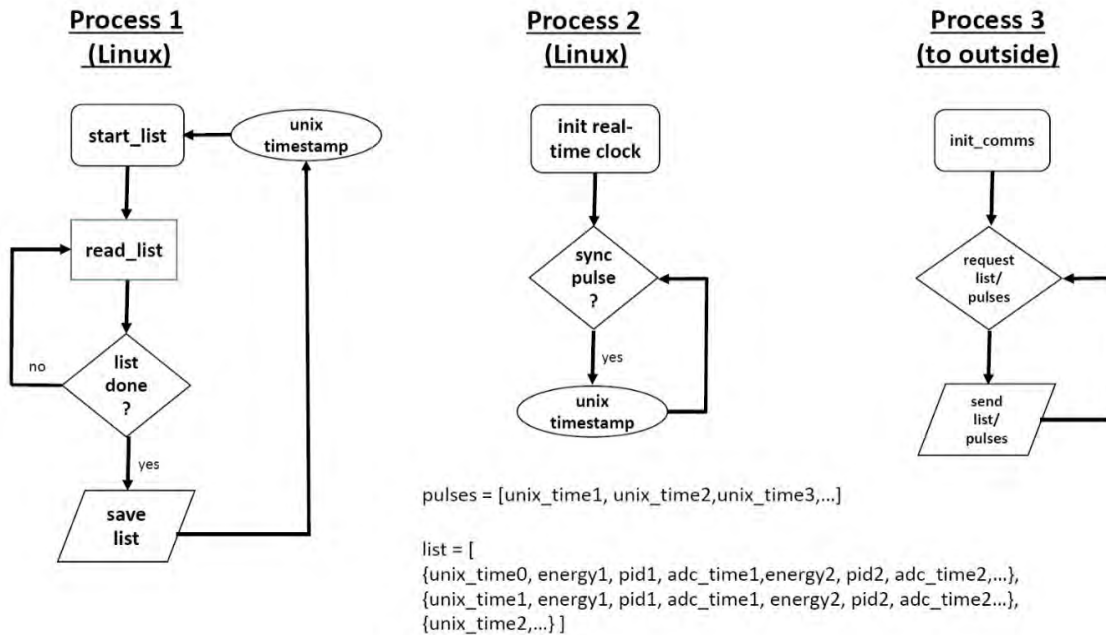 Process 1
(Linux)
start_list
unix
timestamp
read_list
no
list
done
?
yes
save
list
Process 2
(Linux)
init real-
time clock
sync
pulse
?
yes
unix
timestamp
Process 3
(to outside)
init_comms
request
list/
pulses
send
list/
pulses
pulses = [unix_time1, unix_time2,unix_time3,...]
list = [
{unix_time0, energy1, pid1, adc_time1,energy2, pid2, adc_time2,...},
{unix_time1, energy1, pid1, adc_time1, energy2, pid2, adc_time2...},
{unix_time2,...} ]